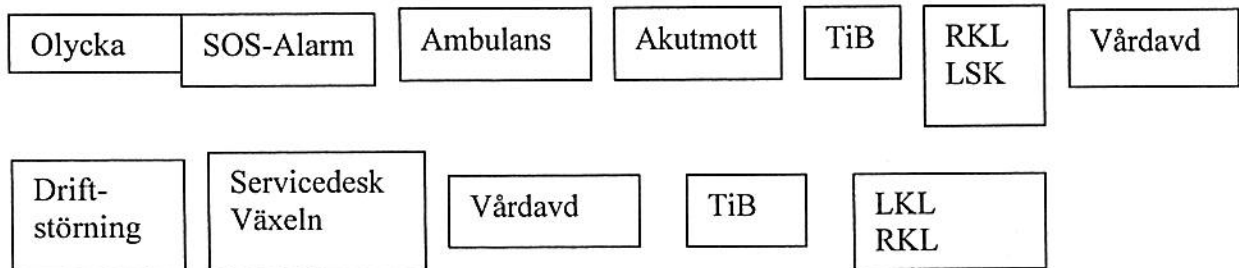 Olycka
SOS-Alarm
Ambulans
Akutmott
TiB
RKL
LSK
Vårdavd
Drift-
störning
Servicedesk
Växeln
Vårdavd
TiB
LKL
RKL